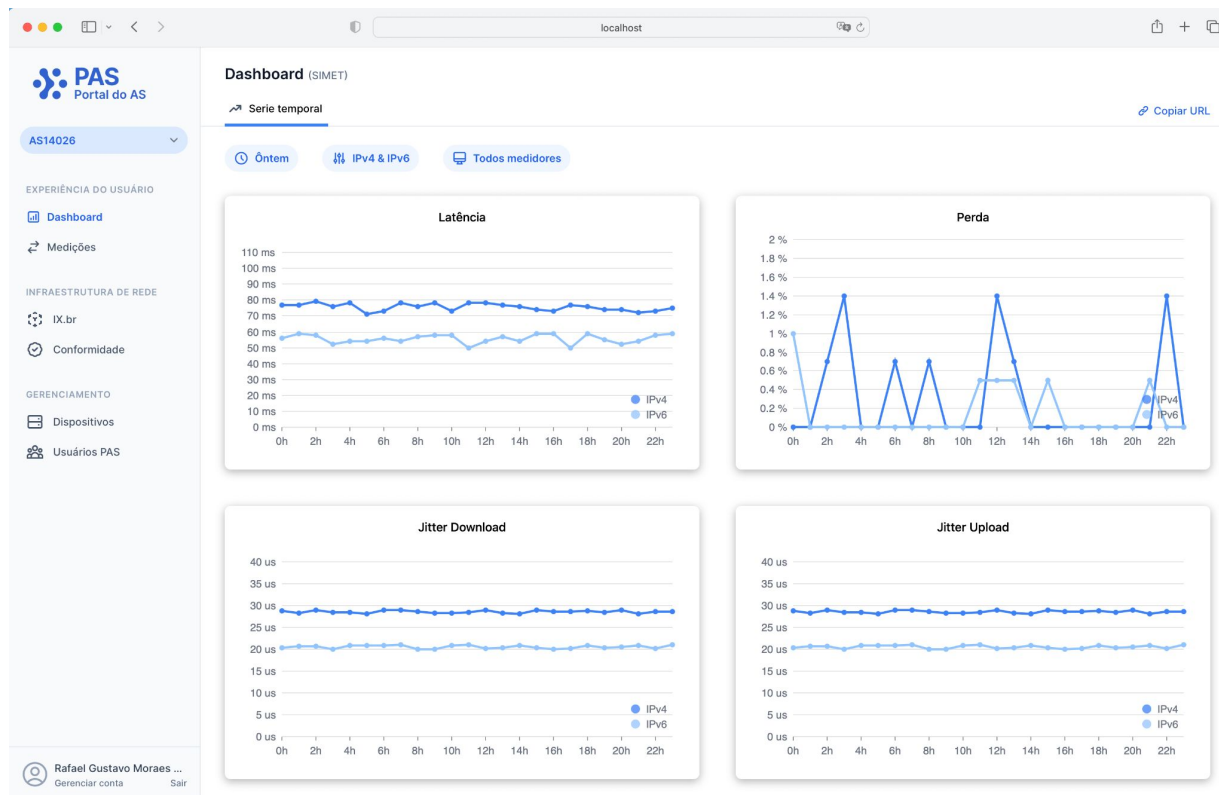 localhost
PAS
Portal do AS
AS14026
EXPERIÊNCIA DO USUÁRIO
Dashboard
Medições
INFRAESTRUTURA DE REDE
IX.br
Conformidade
GERENCIAMENTO
Dispositivos
Usuários PAS
Rafael Gustavo Moraes ...
Gerenciar conta Sair
Dashboard (SIMET)
Serie temporal
Copiar URL
Ôntem IPv4 & IPv6 Todos medidores
Latência
110 ms
100 ms
90 ms
80 ms
70 ms
60 ms
50 ms
40 ms
30 ms
20 ms
10 ms
0 ms
0h 2h 4h 6h 8h 10h 12h 14h 16h 18h 20h 22h
IPv4
IPv6
Perda
2 %
1.8 %
1.6 %
1.4 %
1.2 %
1 %
0.8 %
0.6 %
0.4 %
0.2 %
0 %
0h 2h 4h 6h 8h 10h 12h 14h 16h 18h 20h 22h
IPv4
IPv6
Jitter Download
40 us
35 us
30 us
25 us
20 us
15 us
10 us
5 us
0 us
0h 2h 4h 6h 8h 10h 12h 14h 16h 18h 20h 22h
IPv4
IPv6
Jitter Upload
40 us
35 us
30 us
25 us
20 us
15 us
10 us
5 us
0 us
0h 2h 4h 6h 8h 10h 12h 14h 16h 18h 20h 22h
IPv4
IPv6